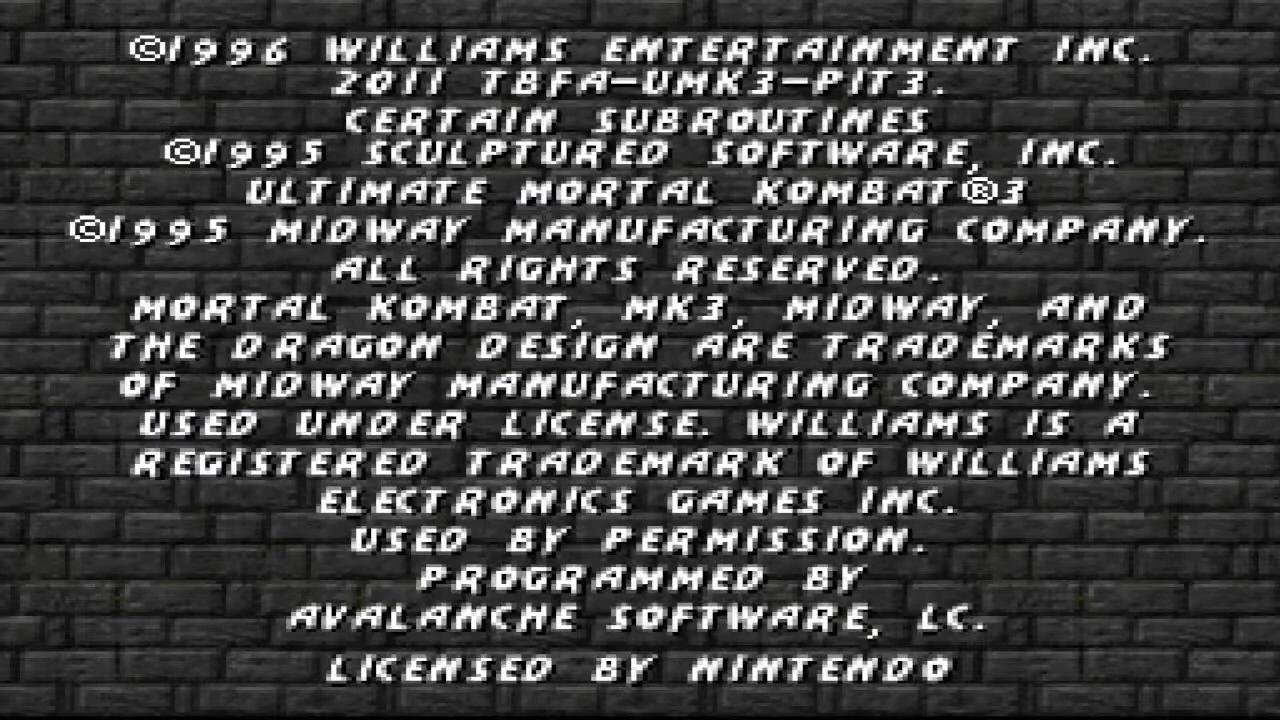 ©1996 WILLIAMS ENTERTAINMENT INC.
2011 TBFA-UMK3-PIT3.
CERTAIN SUBROUTINES
©1995 SCULPTURED SOFTWARE, INC.
ULTIMATE MORTAL KOMBAT®3
©1995 MIDWAY MANUFACTURING COMPANY.
ALL RIGHTS RESERVED.
MORTAL KOMBAT, MK3, MIDWAY, AND
THE DRAGON DESIGN ARE TRADEMARKS
OF MIDWAY MANUFACTURING COMPANY.
USED UNDER LICENSE. WILLIAMS IS A
REGISTERED TRADEMARK OF WILLIAMS
ELECTRONICS GAMES INC.
USED BY PERMISSION.
PROGRAMMED BY
AVALANCHE SOFTWARE, LC.
LICENSED BY NINTENDO